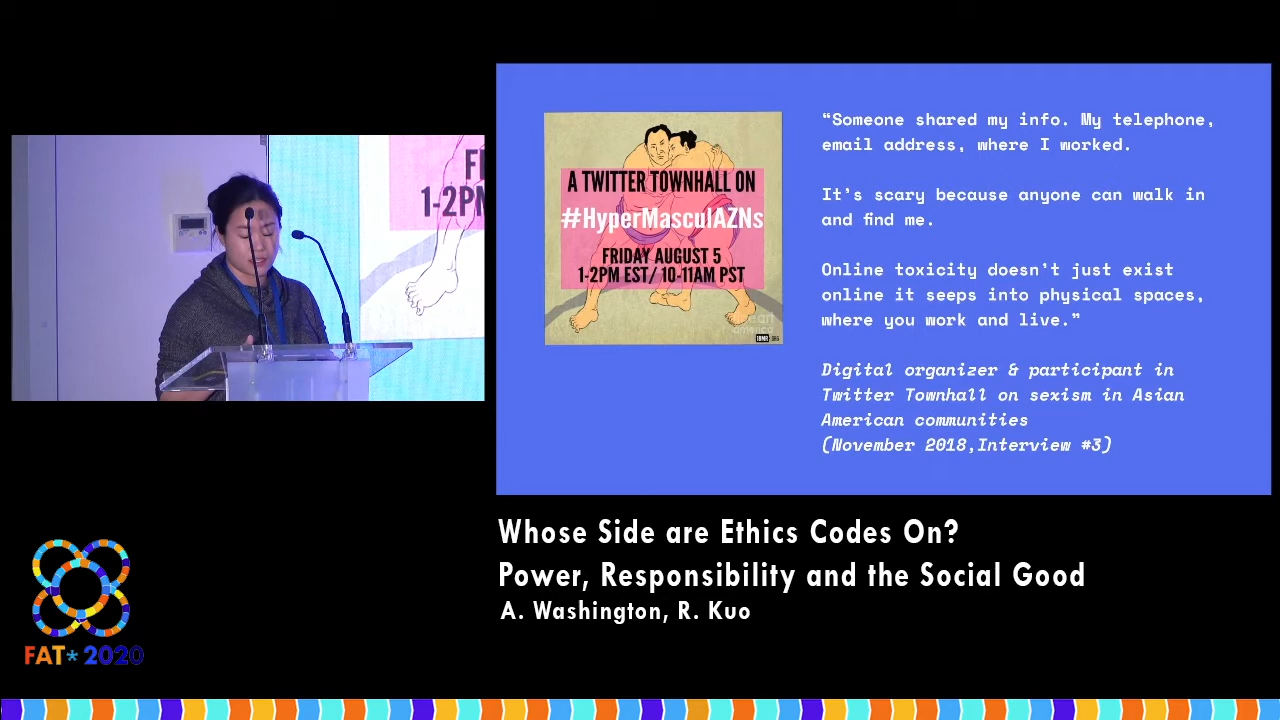 FI
1-2PM
A TWITTER TOWNHALL ON
#HyperMasculAZNs
FRIDAY AUGUST 5
1-2PM EST/ 10-11AM PST
“Someone shared my info. My telephone,
email address, where I worked.
It’s scary because anyone can walk in
and find me.
Online toxicity doesn’t just exist
online it seeps into physical spaces,
where you work and live.”
Digital organizer & participant in
Twitter Townhall on sexism in Asian
American communities
(November 2018,Interview #3)
Whose Side are Ethics Codes On?
Power, Responsibility and the Social Good
A. Washington, R. Kuo
FAT* 2020